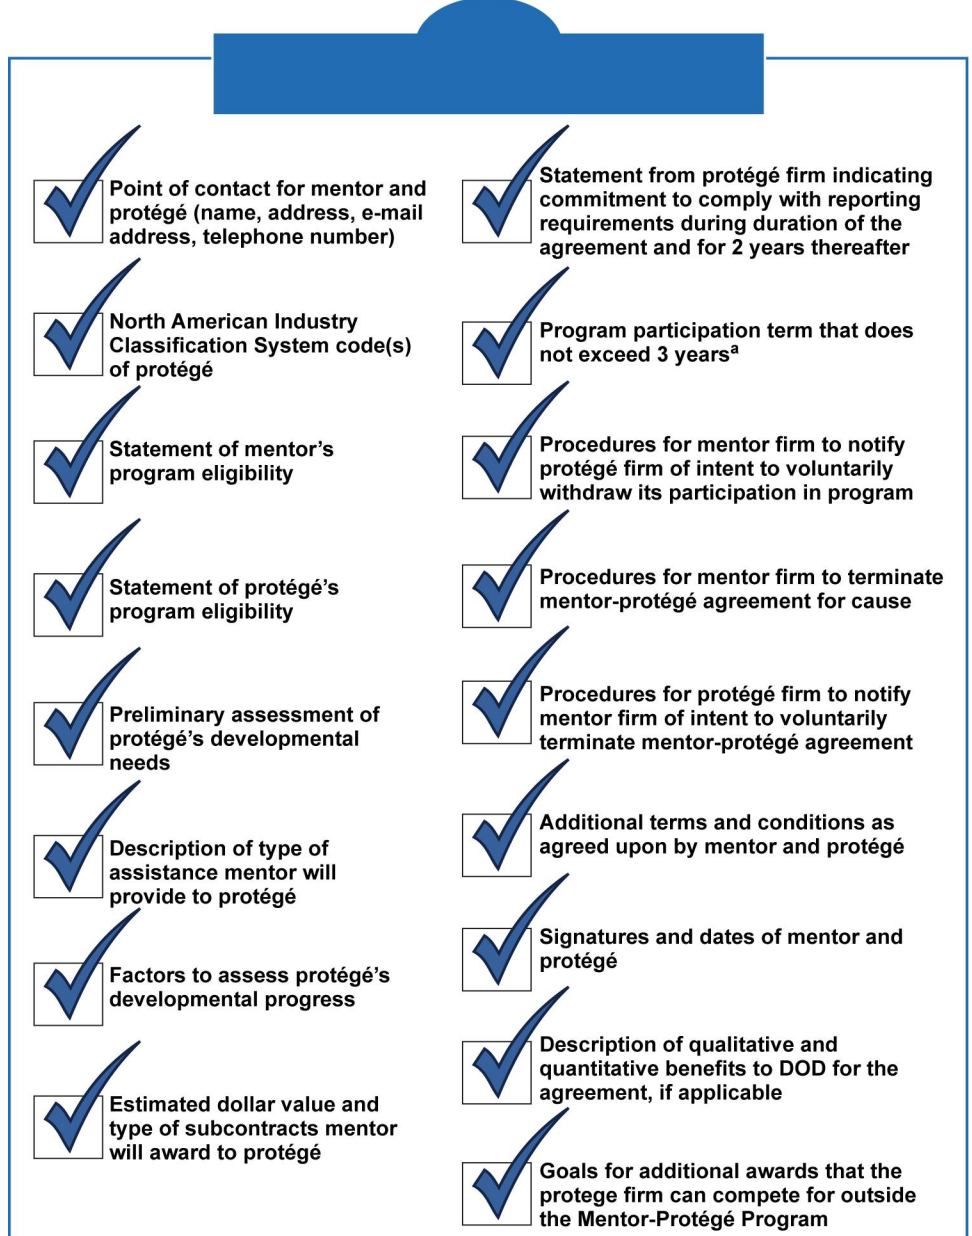 Point of contact for mentor and
protégé (name, address, e-mail
address, telephone number)
North American Industry
Classification System code(s)
of protégé
Statement of mentor’s
program eligibility
Statement of protégé’s
program eligibility
Preliminary assessment of
protégé’s developmental
needs
Description of type of
assistance mentor will
provide to protégé
Factors to assess protégé’s
developmental progress
Estimated dollar value and
type of subcontracts mentor
will award to protégé
Statement from protégé firm indicating
commitment to comply with reporting
requirements during duration of the
agreement and for 2 years thereafter
Program participation term that does
not exceed 3 yearsᵃ
Procedures for mentor firm to notify
protégé firm of intent to voluntarily
withdraw its participation in program
Procedures for mentor firm to terminate
mentor-protégé agreement for cause
Procedures for protégé firm to notify
mentor firm of intent to voluntarily
terminate mentor-protégé agreement
Additional terms and conditions as
agreed upon by mentor and protégé
Signatures and dates of mentor and
protégé
Description of qualitative and
quantitative benefits to DOD for the
agreement, if applicable
Goals for additional awards that the
protege firm can compete for outside
the Mentor-Protégé Program